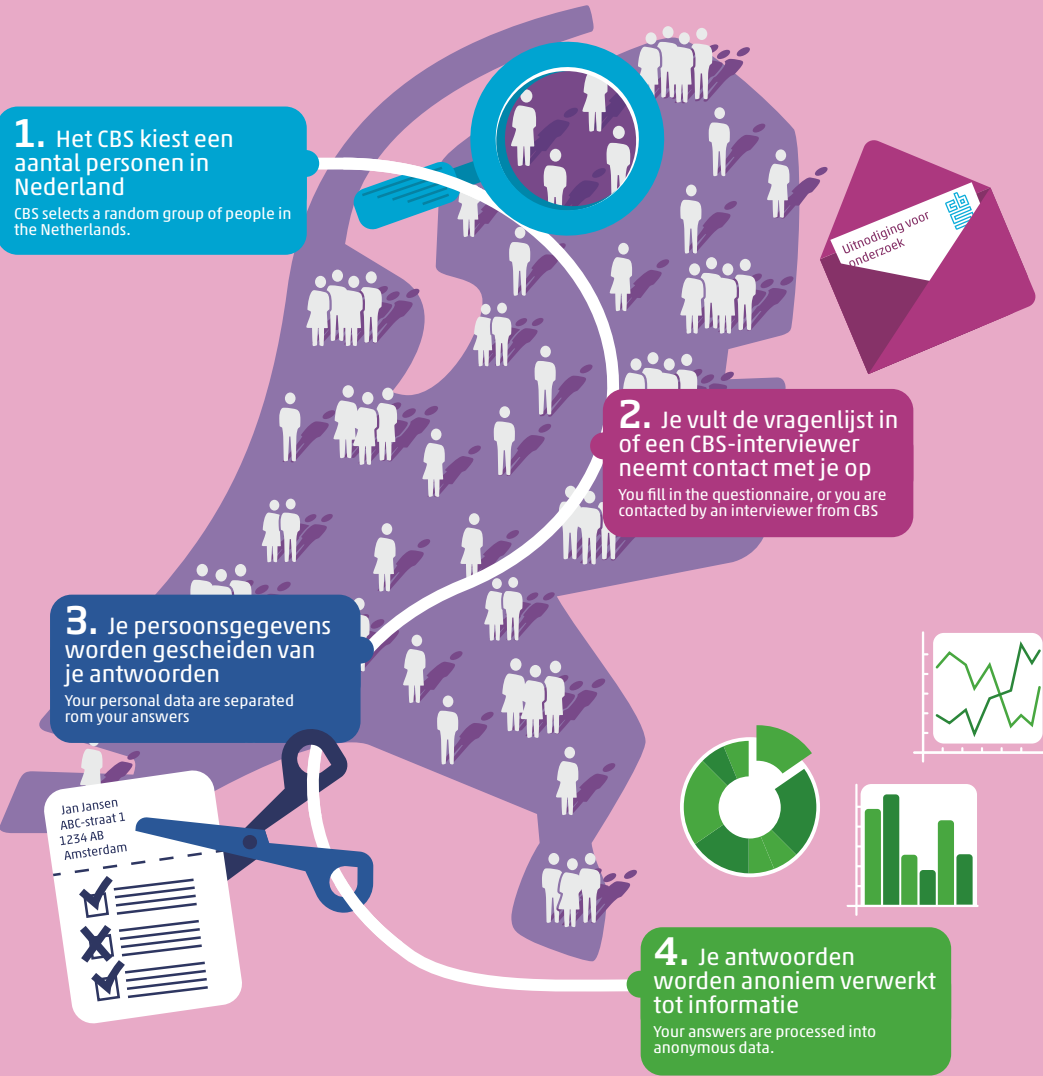 1. Het CBS kiest een
aantal personen in
Nederland
CBS selects a random group of people in
the Netherlands.
Uitnodiging voor
onderzoek
2. Je vult de vragenlijst in
of een CBS-interviewer
neemt contact met je op
You fill in the questionnaire, or you are
contacted by an interviewer from CBS
3. Je persoonsgegevens
worden gescheiden van
je antwoorden
Your personal data are separated
rom your answers
Jan Jansen
ABC-straat 1
1234 AB
Amsterdam
4. Je antwoorden
worden anoniem verwerkt
tot informatie
Your answers are processed into
anonymous data.